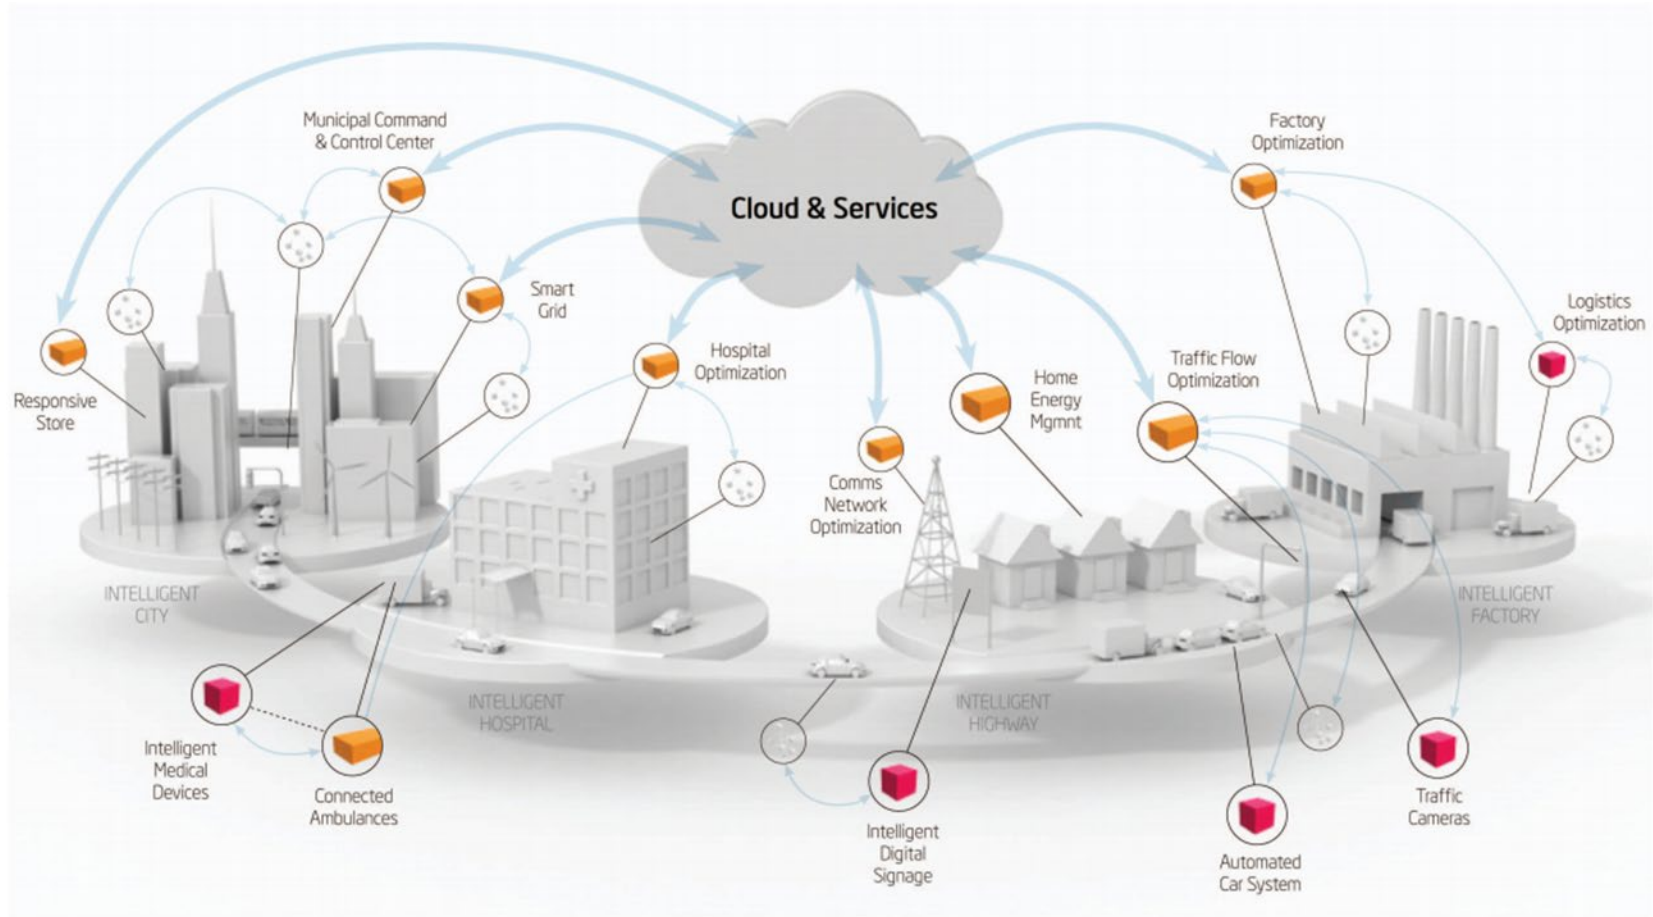 Municipal Command
& Control Center
Cloud & Services
Factory
Optimization
Smart
Grid
Logistics
Optimization
Responsive
Store
Hospital
Optimization
Home
Energy
Mgmnt
Traffic Flow
Optimization
Comms
Network
Optimization
INTELLIGENT
CITY
INTELLIGENT
HOSPITAL
INTELLIGENT
HIGHWAY
INTELLIGENT
FACTORY
Intelligent
Medical
Devices
Connected
Ambulances
Intelligent
Digital
Signage
Automated
Car System
Traffic
Cameras